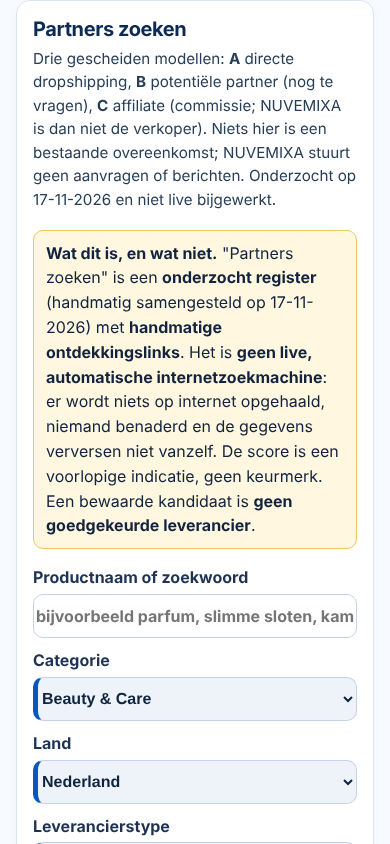 Partners zoeken
Drie gescheiden modellen: A directe
dropshipping, B potentiële partner (nog te
vragen), C affiliate (commissie; NUVEMIXA
is dan niet de verkoper). Niets hier is een
bestaande overeenkomst; NUVEMIXA stuurt
geen aanvragen of berichten. Onderzocht op
17-11-2026 en niet live bijgewerkt.
Wat dit is, en wat niet. "Partners
zoeken" is een onderzocht register
(handmatig samengesteld op 17-11-
2026) met handmatige
ontdekkingslinks. Het is geen live,
automatische internetzoekmachine:
er wordt niets op internet opgehaald,
niemand benaderd en de gegevens
verversen niet vanzelf. De score is een
voorlopige indicatie, geen keurmerk.
Een bewaarde kandidaat is geen
goedgekeurde leverancier.
Productnaam of zoekwoord
bijvoorbeeld parfum, slimme sloten, kam
Categorie
Beauty & Care
Land
Nederland
Leverancierstype